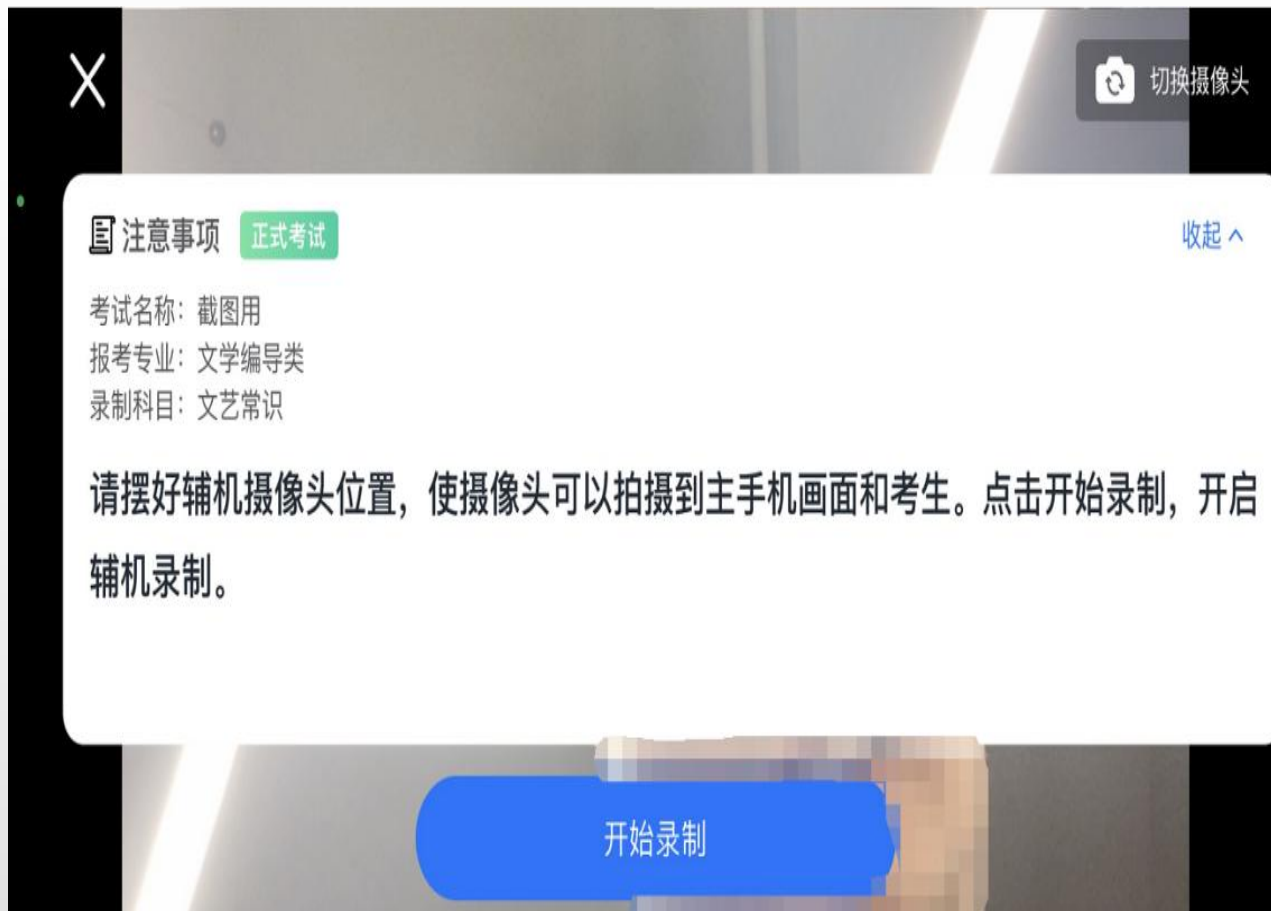 切换摄像头
注意事项 正式考试 收起
考试名称：截图用
报考专业：文学编导类
录制科目：文艺常识
请摆好辅机摄像头位置，使摄像头可以拍摄到主手机画面和考生。点击开始录制，开启
辅机录制。
开始录制